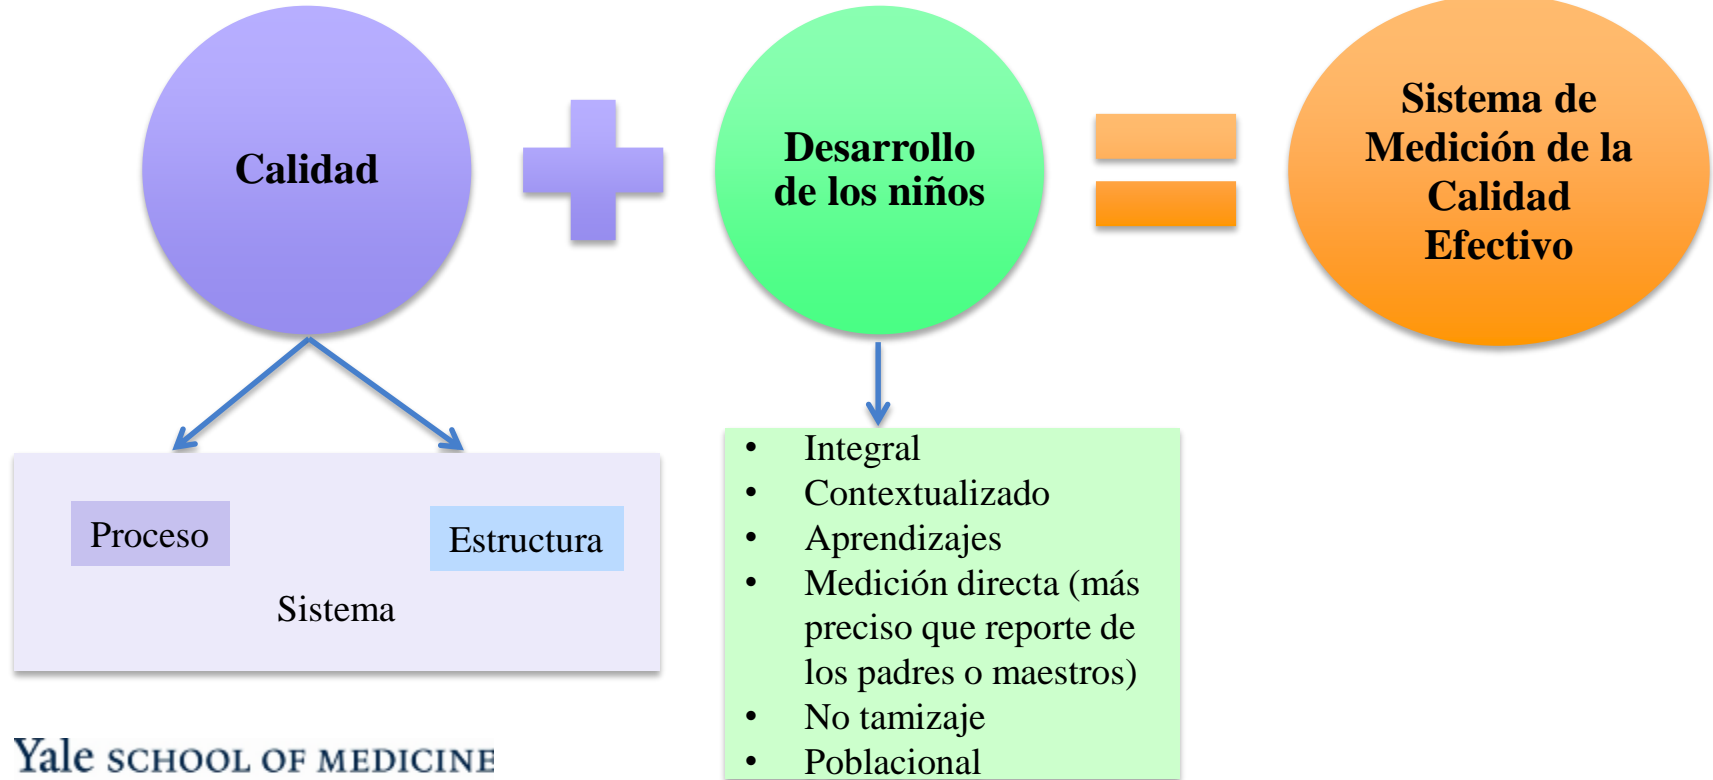 Calidad
Desarrollo
de los niños
Sistema de
Medición de la
Calidad
Efectivo
Proceso
Estructura
Sistema
• Integral
• Contextualizado
• Aprendizajes
• Medición directa (más
preciso que reporte de
los padres o maestros)
• No tamizaje
• Poblacional
Yale SCHOOL OF MEDICINE